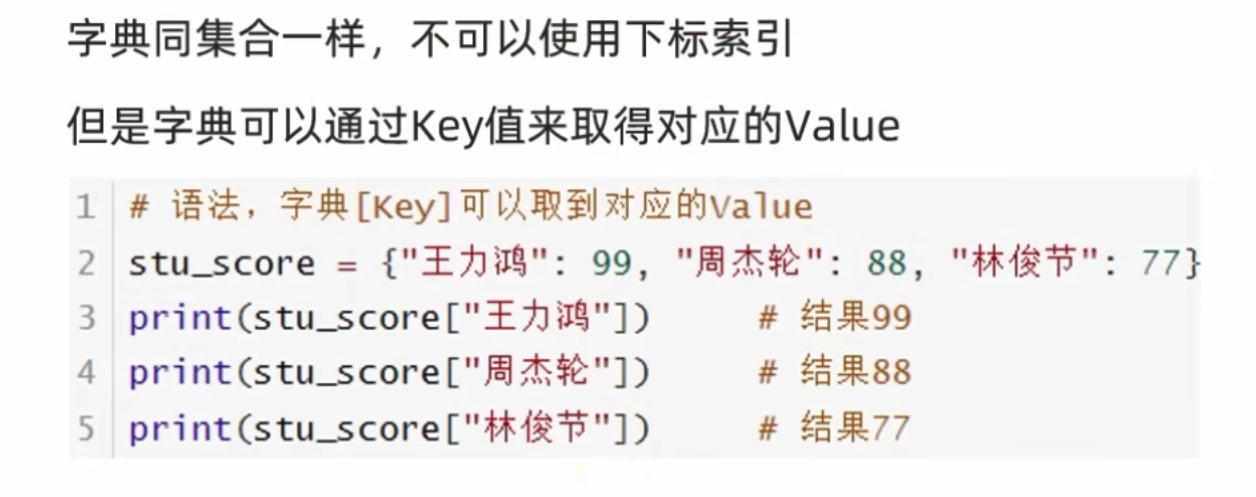 字典同集合一样，不可以使用下标索引
但是字典可以通过Key值来取得对应的Value
1 # 语法，字典[Key]可以取到对应的Value
2 stu_score = {"王力鸿": 99, "周杰轮": 88, "林俊节": 77}
3 print(stu_score["王力鸿"]) # 结果99
4 print(stu_score["周杰轮"]) # 结果88
5 print(stu_score["林俊节"]) # 结果77